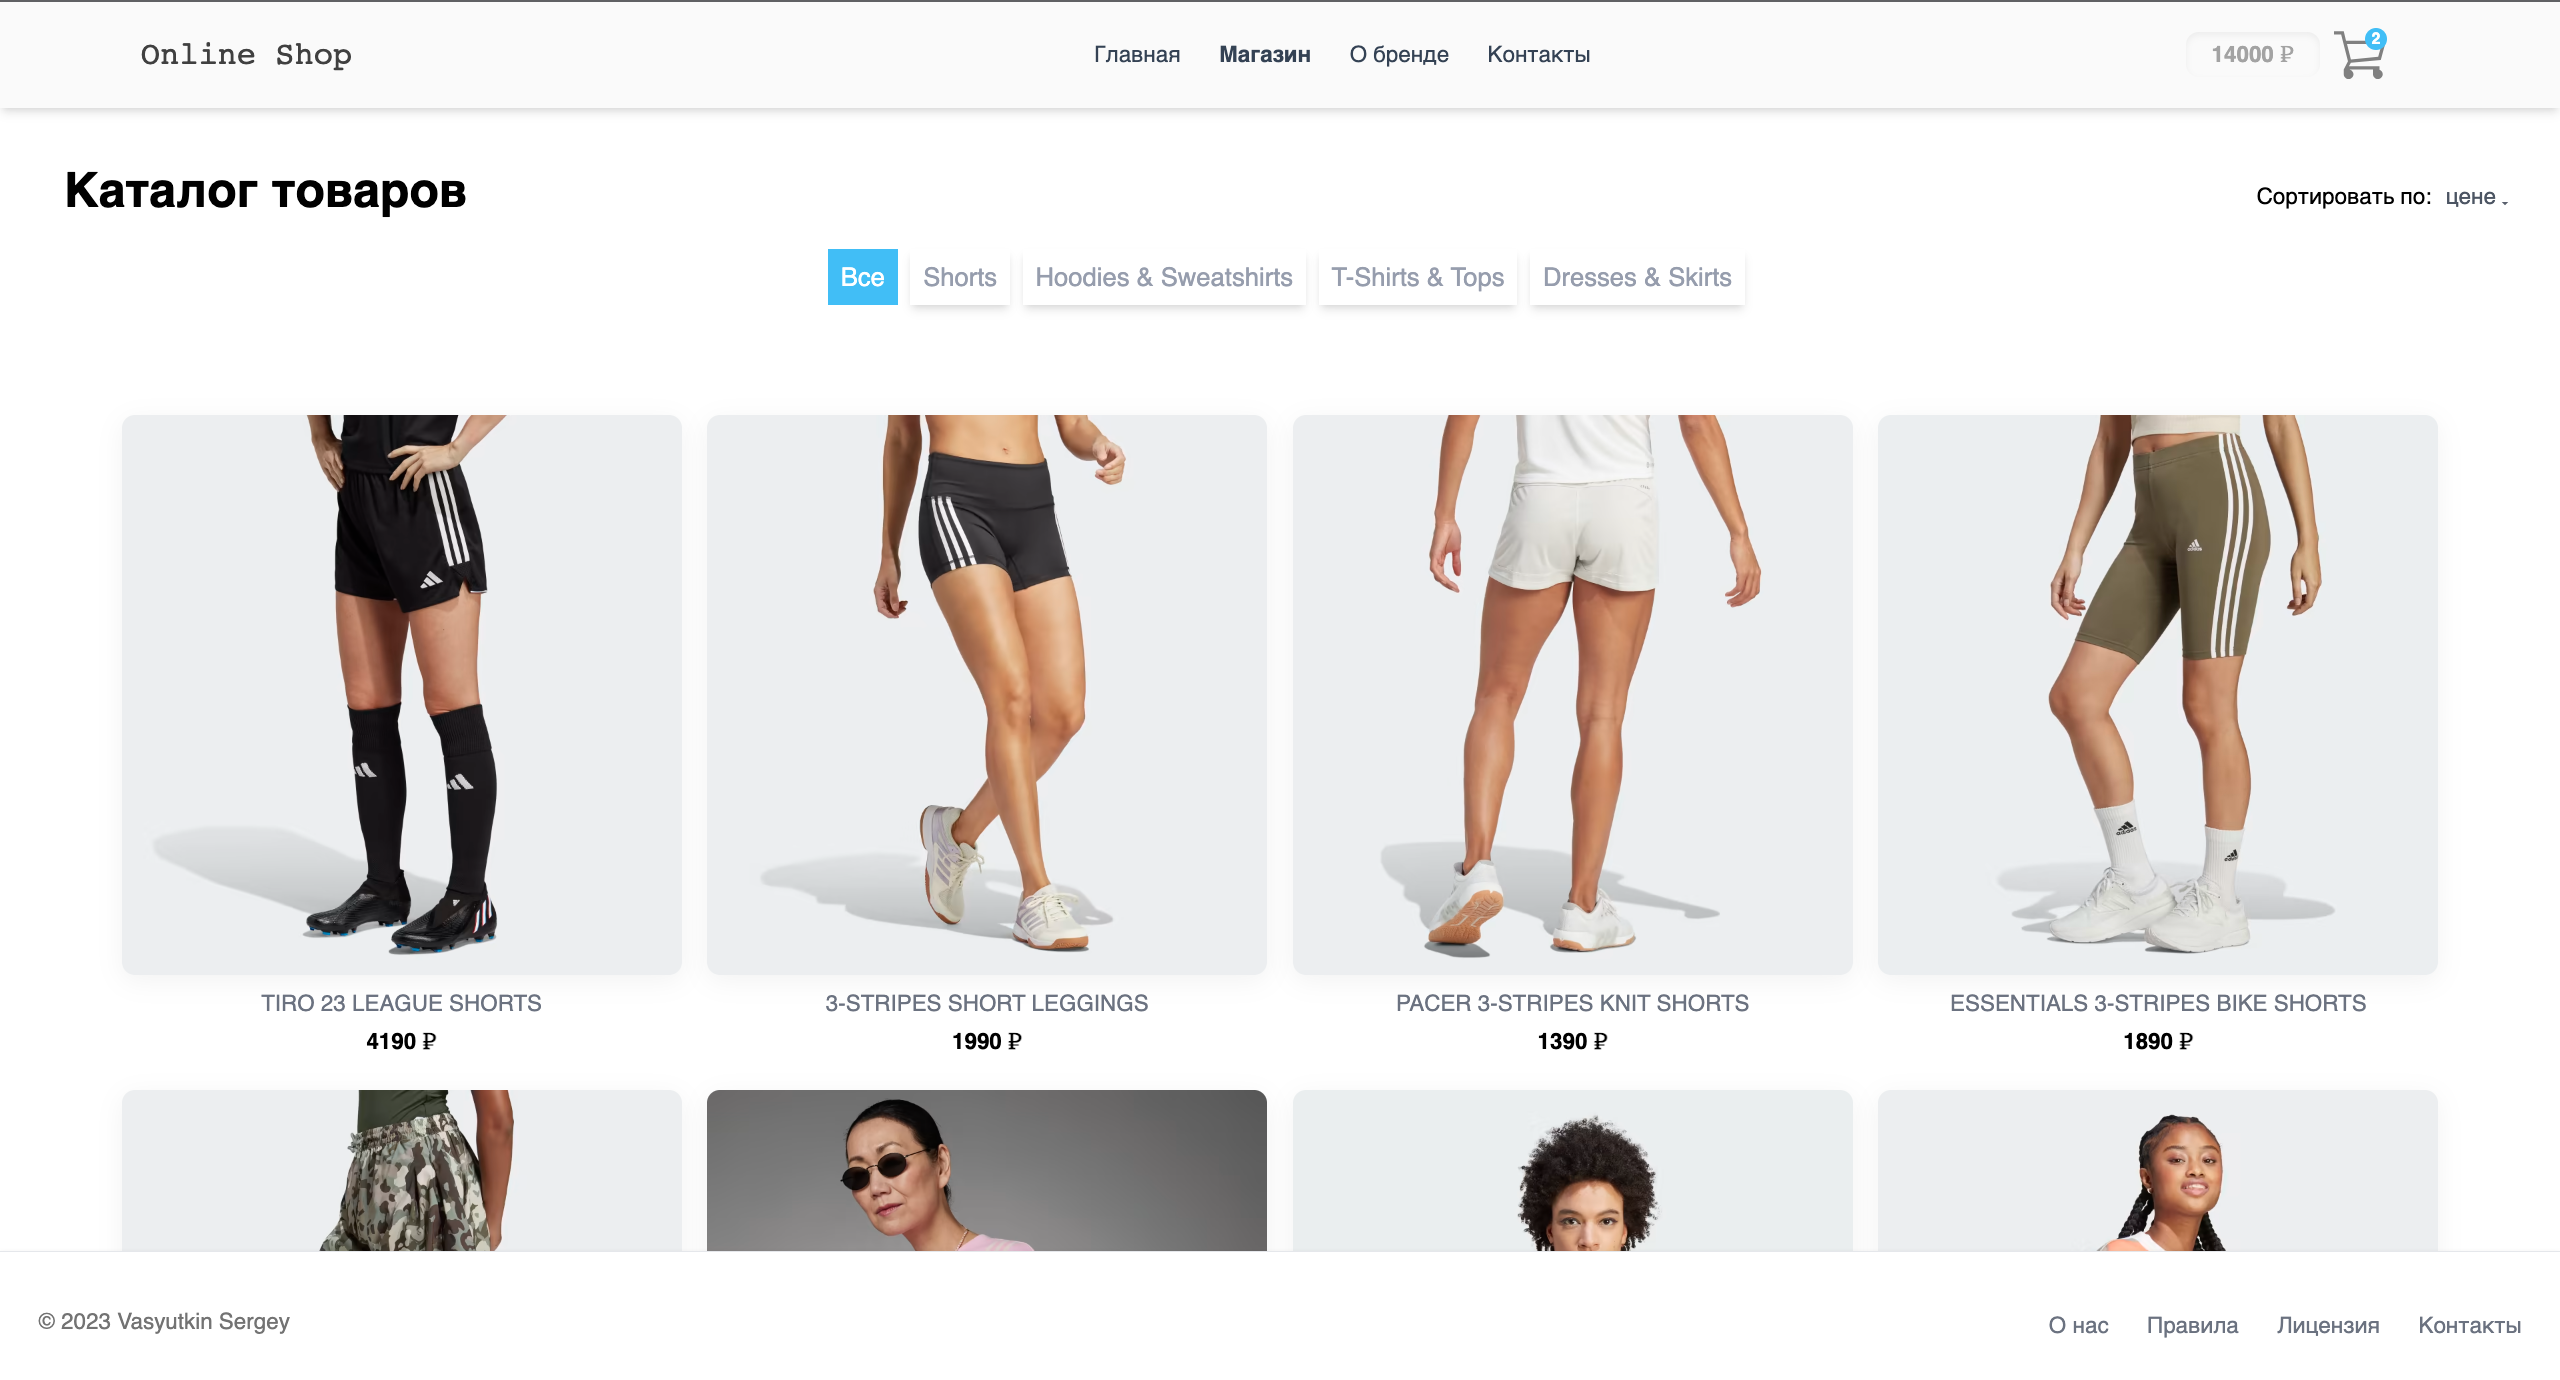 Online Shop
Главная Магазин О бренде Контакты
14000 ₽ 2
Каталог товаров
Сортировать по: цене
Все Shorts Hoodies & Sweatshirts T-Shirts & Tops Dresses & Skirts
TIRO 23 LEAGUE SHORTS
4190 ₽
3-STRIPES SHORT LEGGINGS
1990 ₽
PACER 3-STRIPES KNIT SHORTS
1390 ₽
ESSENTIALS 3-STRIPES BIKE SHORTS
1890 ₽
© 2023 Vasyutkin Sergey
О нас Правила Лицензия Контакты